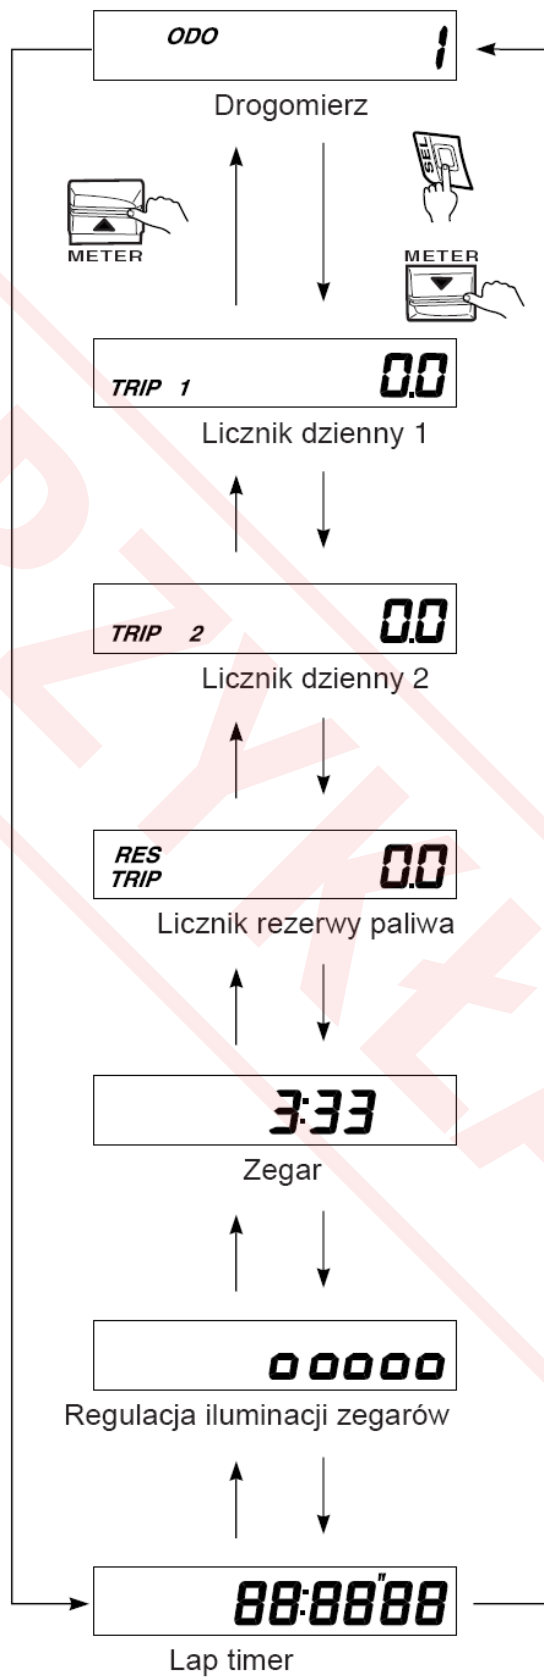 ODO 1
Drogomierz
SEL
METER
METER
TRIP 1 0.0
Licznik dzienny 1
TRIP 2 0.0
Licznik dzienny 2
RES
TRIP 0.0
Licznik rezerwy paliwa
3:33
Zegar
ooooo
Regulacja iluminacji zegarów
88:88"88
Lap timer